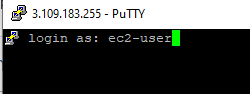 3.109.183.255 - PuTTY
login as: ec2-user